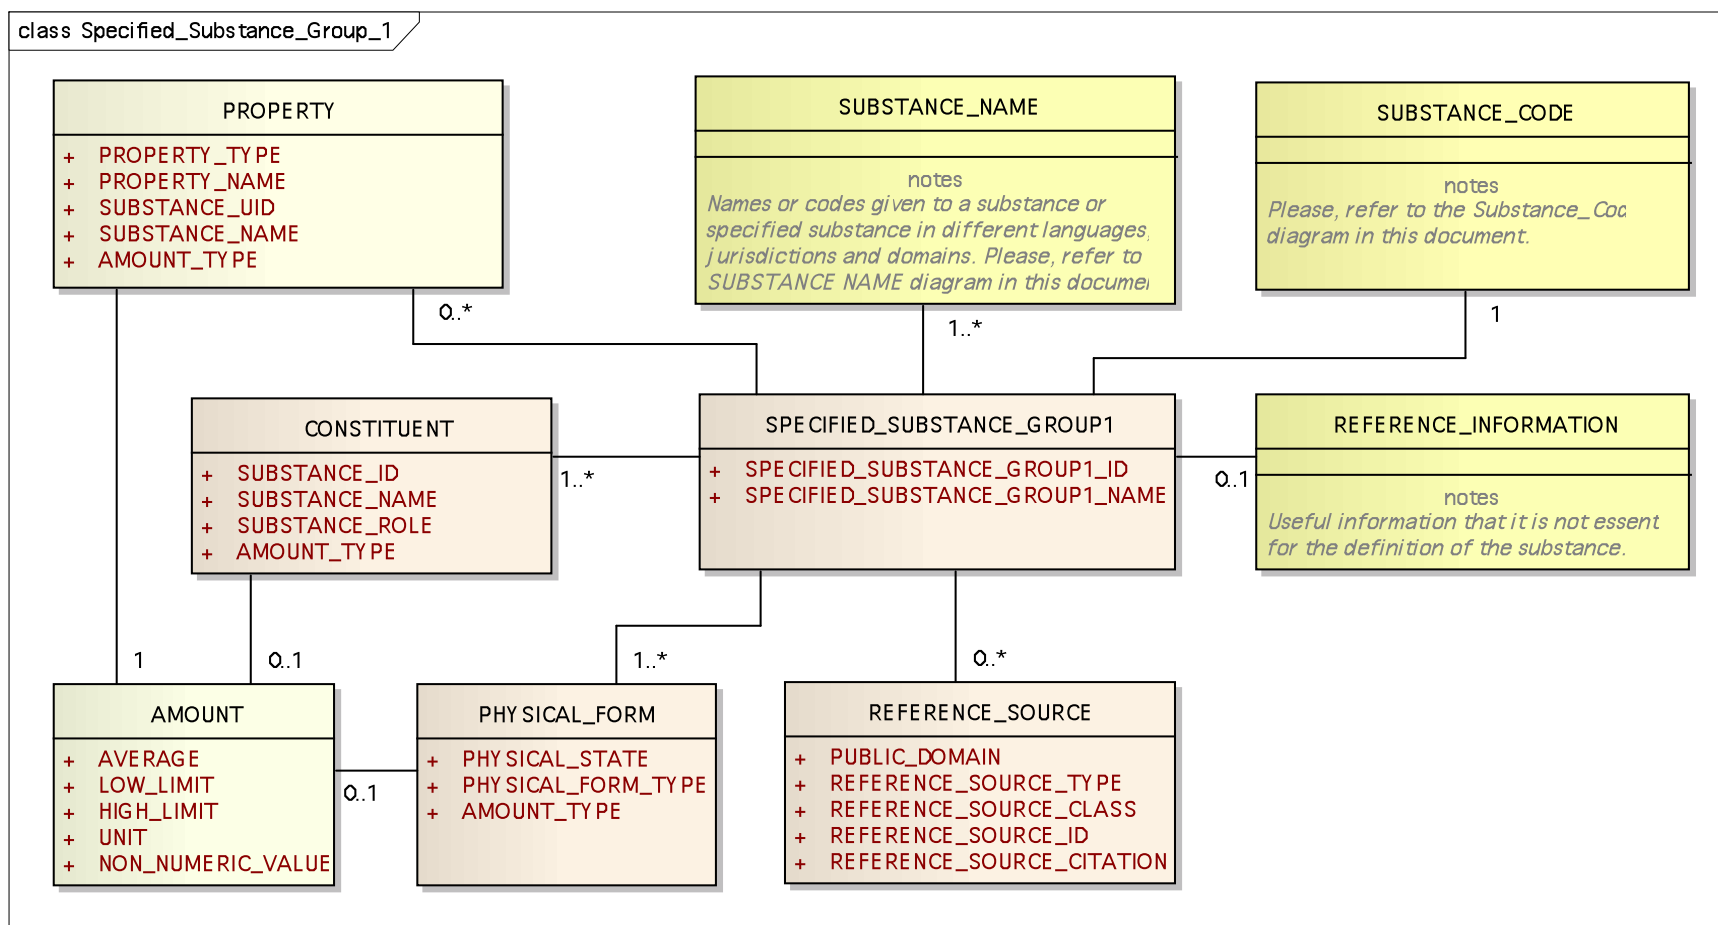 class Specified_Substance_Group_1
PROPERTY
+ PROPERTY_TYPE
+ PROPERTY_NAME
+ SUBSTANCE_UID
+ SUBSTANCE_NAME
+ AMOUNT_TYPE
SUBSTANCE_NAME
notes
Names or codes given to a substance or
specified substance in different languages,
jurisdictions and domains. Please, refer to
SUBSTANCE NAME diagram in this documen
SUBSTANCE_CODE
notes
Please, refer to the Substance_Coc
diagram in this document.
0..*
1..*
1
CONSTITUENT
+ SUBSTANCE_ID
+ SUBSTANCE_NAME
+ SUBSTANCE_ROLE
+ AMOUNT_TYPE
1..*
SPECIFIED_SUBSTANCE_GROUP1
+ SPECIFIED_SUBSTANCE_GROUP1_ID
+ SPECIFIED_SUBSTANCE_GROUP1_NAME
0..1
REFERENCE_INFORMATION
notes
Useful information that it is not essent
for the definition of the substance.
1
0..1
1..*
0..*
AMOUNT
+ AVERAGE
+ LOW_LIMIT
+ HIGH_LIMIT
+ UNIT
+ NON_NUMERIC_VALUE
0..1
PHYSICAL_FORM
+ PHYSICAL_STATE
+ PHYSICAL_FORM_TYPE
+ AMOUNT_TYPE
REFERENCE_SOURCE
+ PUBLIC_DOMAIN
+ REFERENCE_SOURCE_TYPE
+ REFERENCE_SOURCE_CLASS
+ REFERENCE_SOURCE_ID
+ REFERENCE_SOURCE_CITATION